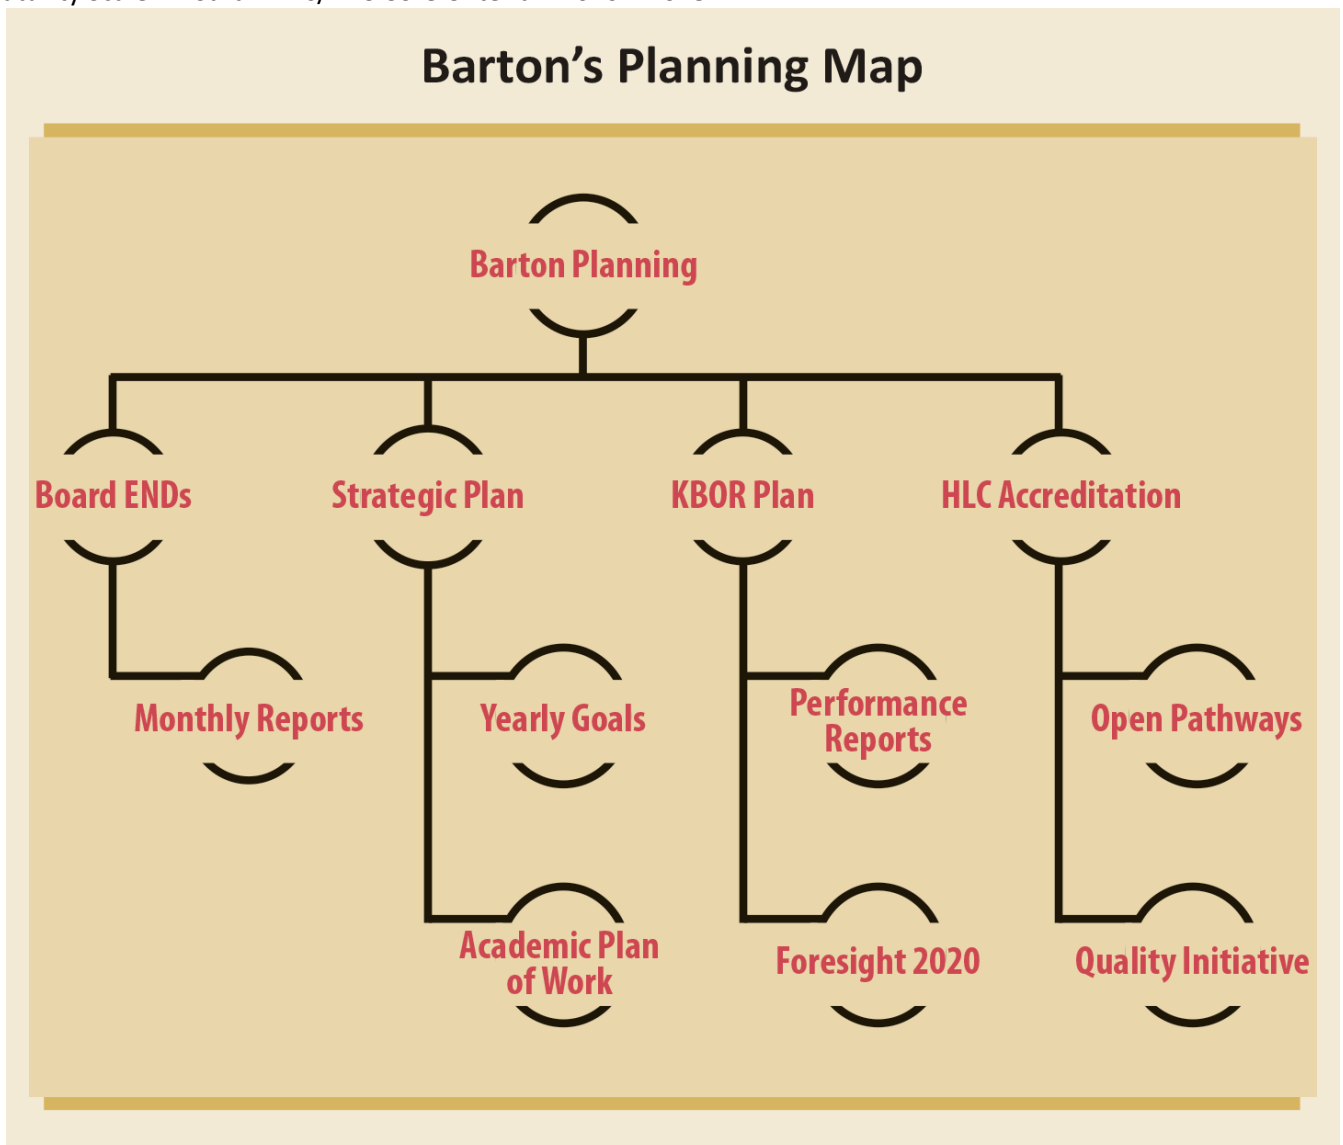 Barton's Planning Map
Barton Planning
Board ENDs
Strategic Plan
KBOR Plan
HLC Accreditation
Monthly Reports
Yearly Goals
Performance
Reports
Open Pathways
Academic Plan
of Work
Foresight 2020
Quality Initiative